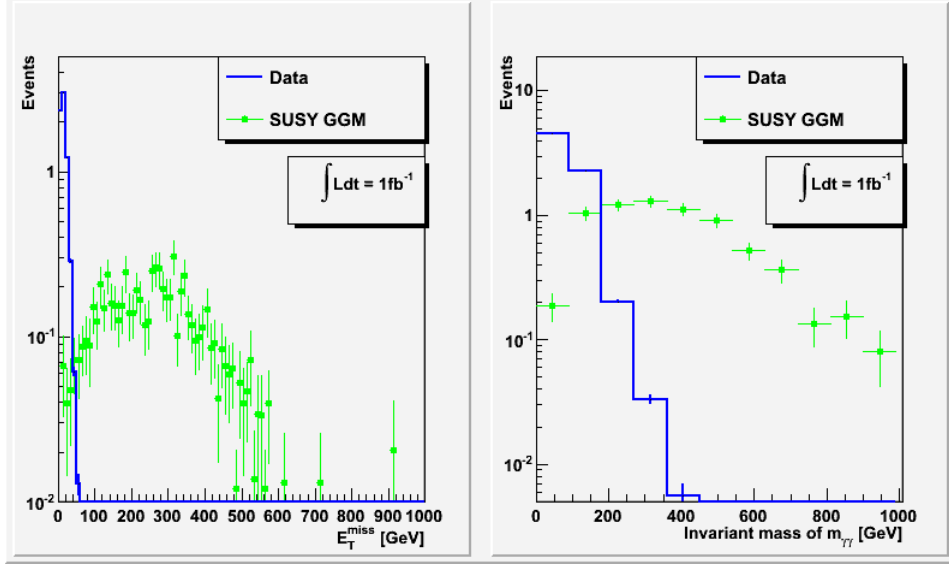 Events
Data
SUSY GGM
∫ Ldt = 1fb⁻¹
1
10⁻¹
10⁻²
0 100 200 300 400 500 600 700 800 900 1000
E_T^miss [GeV]
Events
Data
SUSY GGM
∫ Ldt = 1fb⁻¹
10
1
10⁻¹
10⁻²
0 200 400 600 800 1000
Invariant mass of m_γγ [GeV]